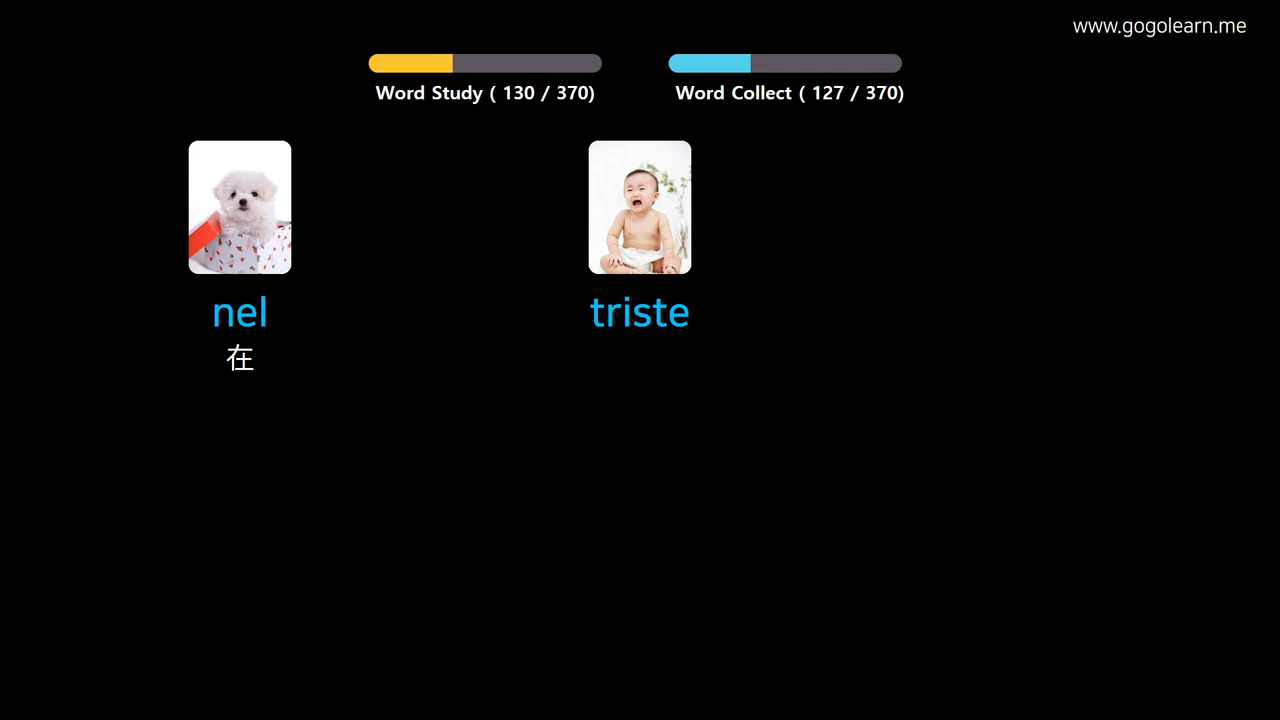 www.gogolearn.me
Word Study ( 130 / 370)
Word Collect ( 127 / 370)
nel
triste
在